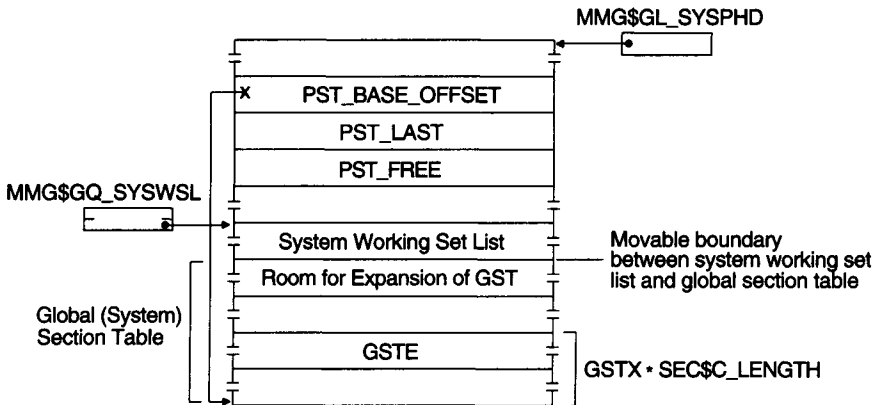 MMG$GL_SYSPHD
x PST_BASE_OFFSET
PST_LAST
PST_FREE
MMG$GQ_SYSWSL
System Working Set List
Room for Expansion of GST
Movable boundary
between system working set
list and global section table
Global (System)
Section Table
GSTE
GSTX * SEC$C_LENGTH